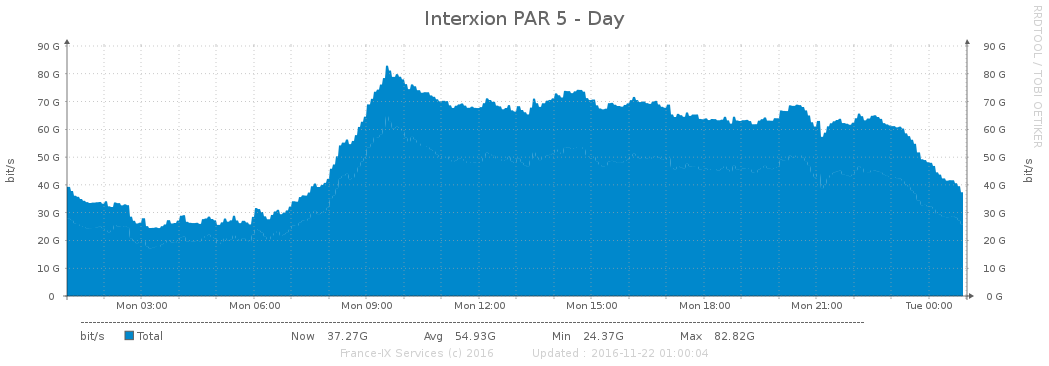 Interxion PAR 5 - Day
RRDTOOL / TOBI OETIKER
90 G 90 G
80 G 80 G
70 G 70 G
60 G 60 G
50 G 50 G
40 G 40 G
30 G 30 G
20 G 20 G
10 G 10 G
0 0 G
bit/s
bit/s
Mon 03:00 Mon 06:00 Mon 09:00 Mon 12:00 Mon 15:00 Mon 18:00 Mon 21:00 Tue 00:00
bit/s Total Now 37.27G Avg 54.93G Min 24.37G Max 82.82G
France-IX Services (c) 2016 Updated : 2016-11-22 01:00:04